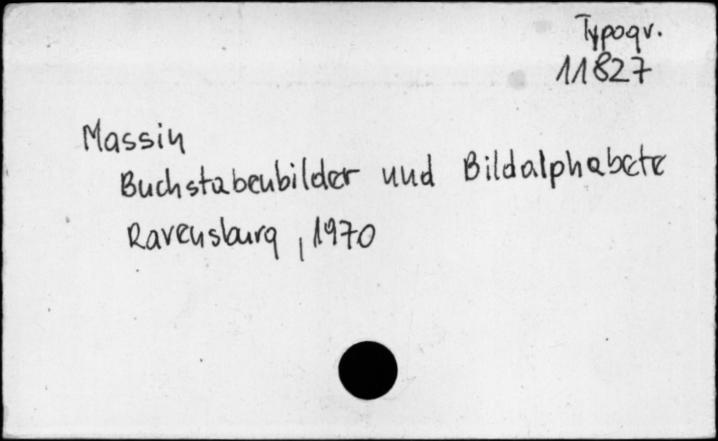 Typogr.
11827
Massin
Buchstabenbilder und Bildalphabete
Ravensburg, 1970